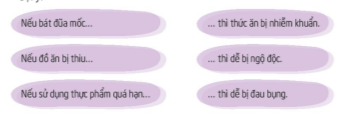 Nếu bát đũa mốc...
... thì thức ăn bị nhiễm khuẩn.
Nếu đồ ăn bị thiu...
... thì dễ bị ngộ độc.
Nếu sử dụng thực phẩm quá hạn...
... thì dễ bị đau bụng.